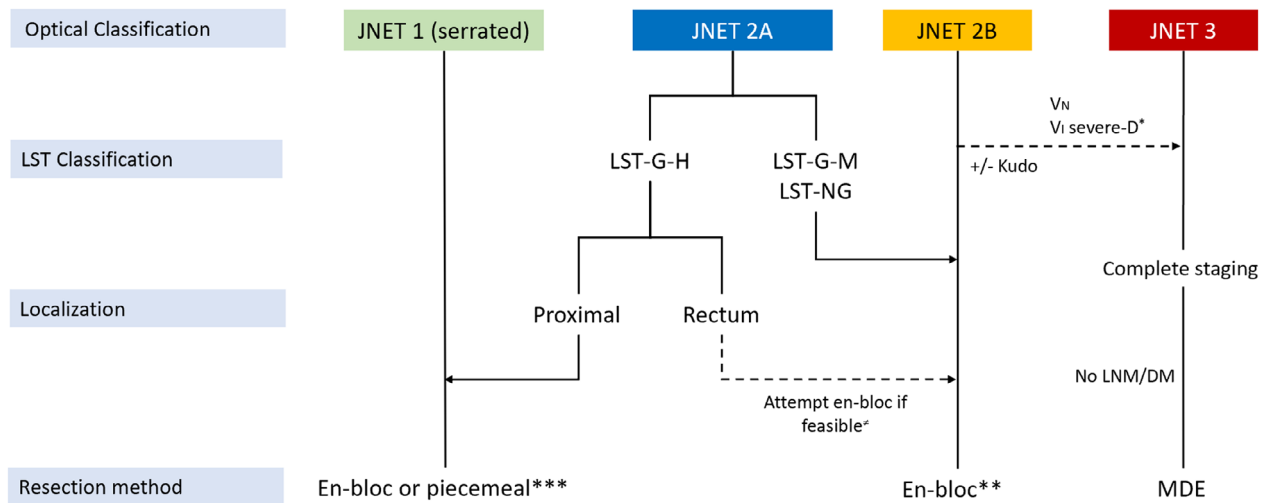 Optical Classification
JNET 1 (serrated)
JNET 2A
JNET 2B
JNET 3
VN
VI severe-D*
+/- Kudo
LST Classification
LST-G-H
LST-G-M
LST-NG
Complete staging
Localization
Proximal
Rectum
No LNM/DM
Attempt en-bloc if
feasible≠
Resection method
En-bloc or piecemeal***
En-bloc**
MDE